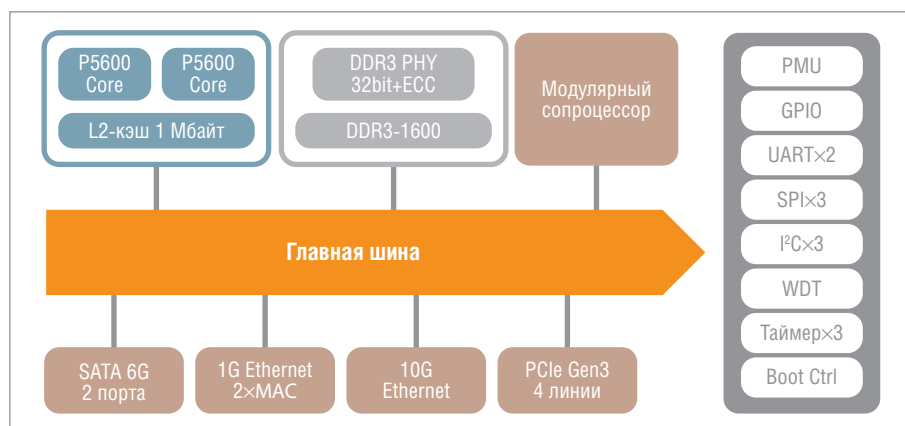 P5600
Core
P5600
Core
L2-кэш 1 Мбайт
DDR3 PHY
32bit+ECC
DDR3-1600
Модулярный
сопроцессор
Главная шина
SATA 6G
2 порта
1G Ethernet
2×MAC
10G
Ethernet
PCIe Gen3
4 линии
PMU
GPIO
UART×2
SPI×3
I²C×3
WDT
Таймер×3
Boot Ctrl